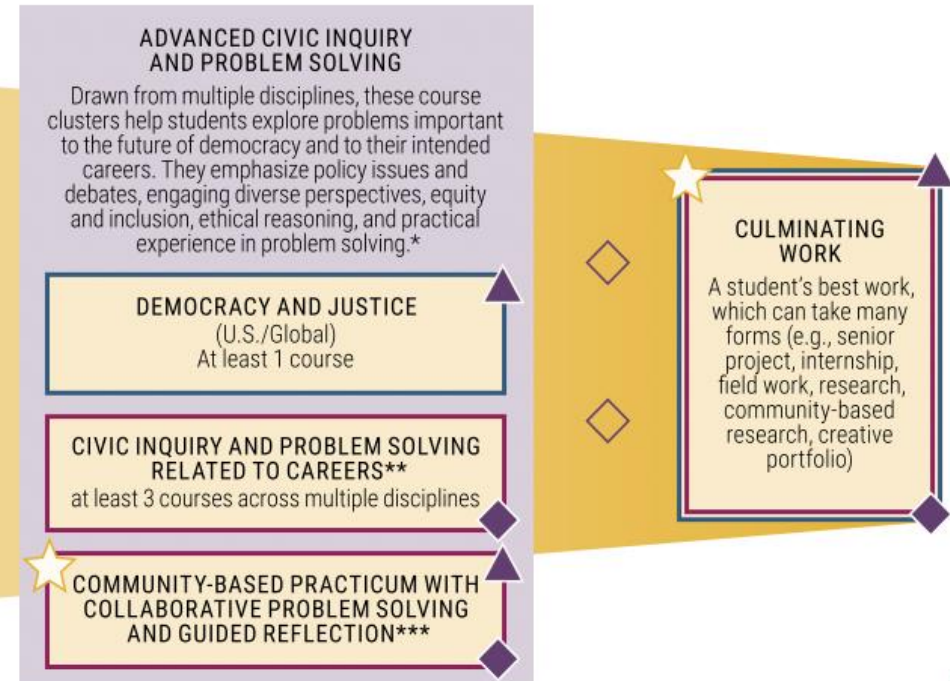 ADVANCED CIVIC INQUIRY
AND PROBLEM SOLVING
Drawn from multiple disciplines, these course
clusters help students explore problems important
to the future of democracy and to their intended
careers. They emphasize policy issues and
debates, engaging diverse perspectives, equity
and inclusion, ethical reasoning, and practical
experience in problem solving.*
DEMOCRACY AND JUSTICE
(U.S./Global)
At least 1 course
CIVIC INQUIRY AND PROBLEM SOLVING
RELATED TO CAREERS**
at least 3 courses across multiple disciplines
COMMUNITY-BASED PRACTICUM WITH
COLLABORATIVE PROBLEM SOLVING
AND GUIDED REFLECTION***
CULMINATING
WORK
A student's best work,
which can take many
forms (e.g., senior
project, internship,
field work, research,
community-based
research, creative
portfolio)